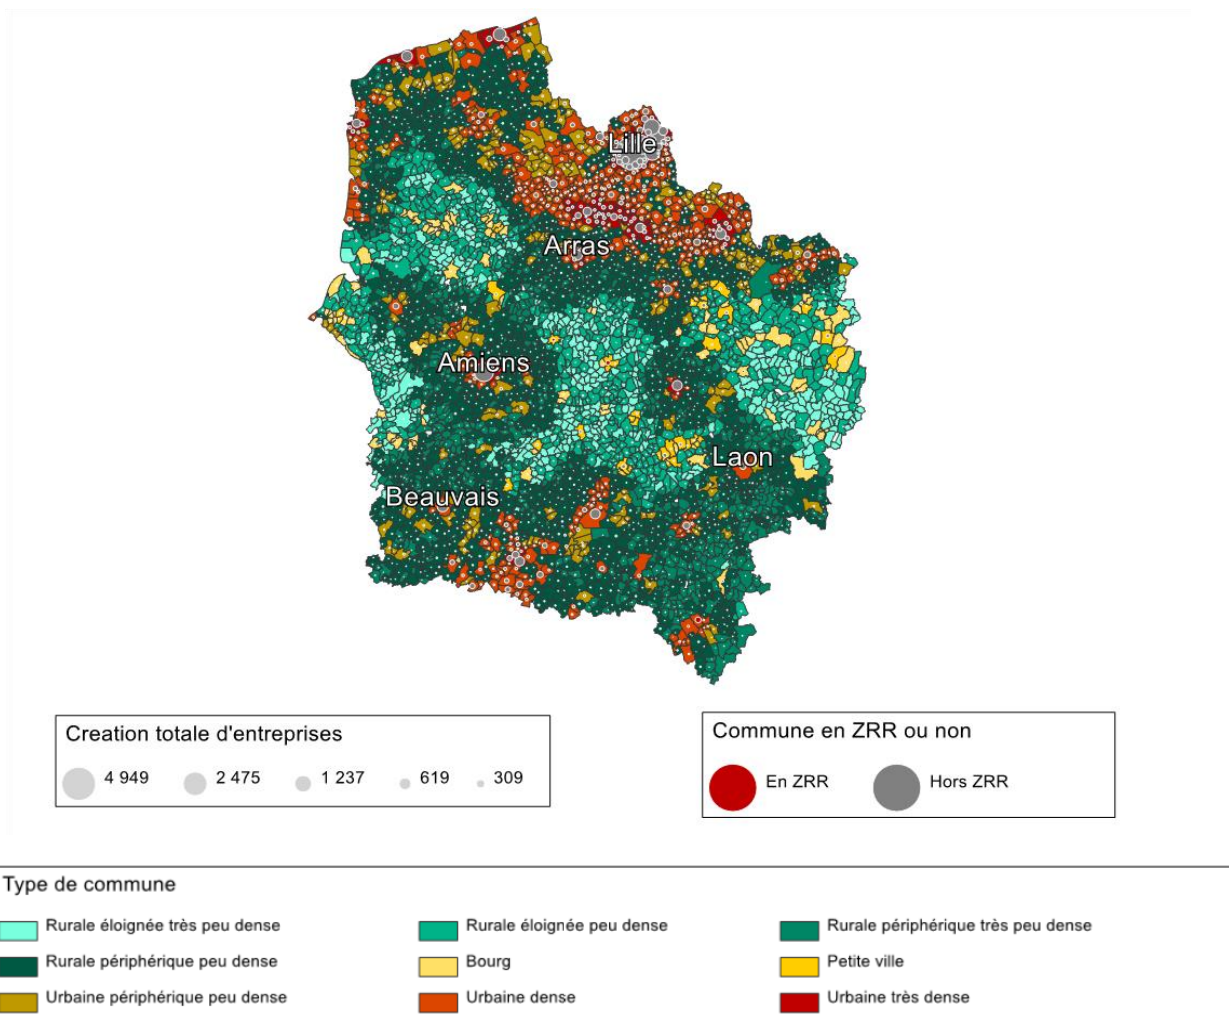 Lille
Arras
Amiens
Laon
Beauvais
Creation totale d'entreprises
4 949 2 475 1 237 619 309
Commune en ZRR ou non
En ZRR Hors ZRR
Type de commune
Rurale éloignée très peu dense Rurale éloignée peu dense Rurale périphérique très peu dense
Rurale périphérique peu dense Bourg Petite ville
Urbaine périphérique peu dense Urbaine dense Urbaine très dense